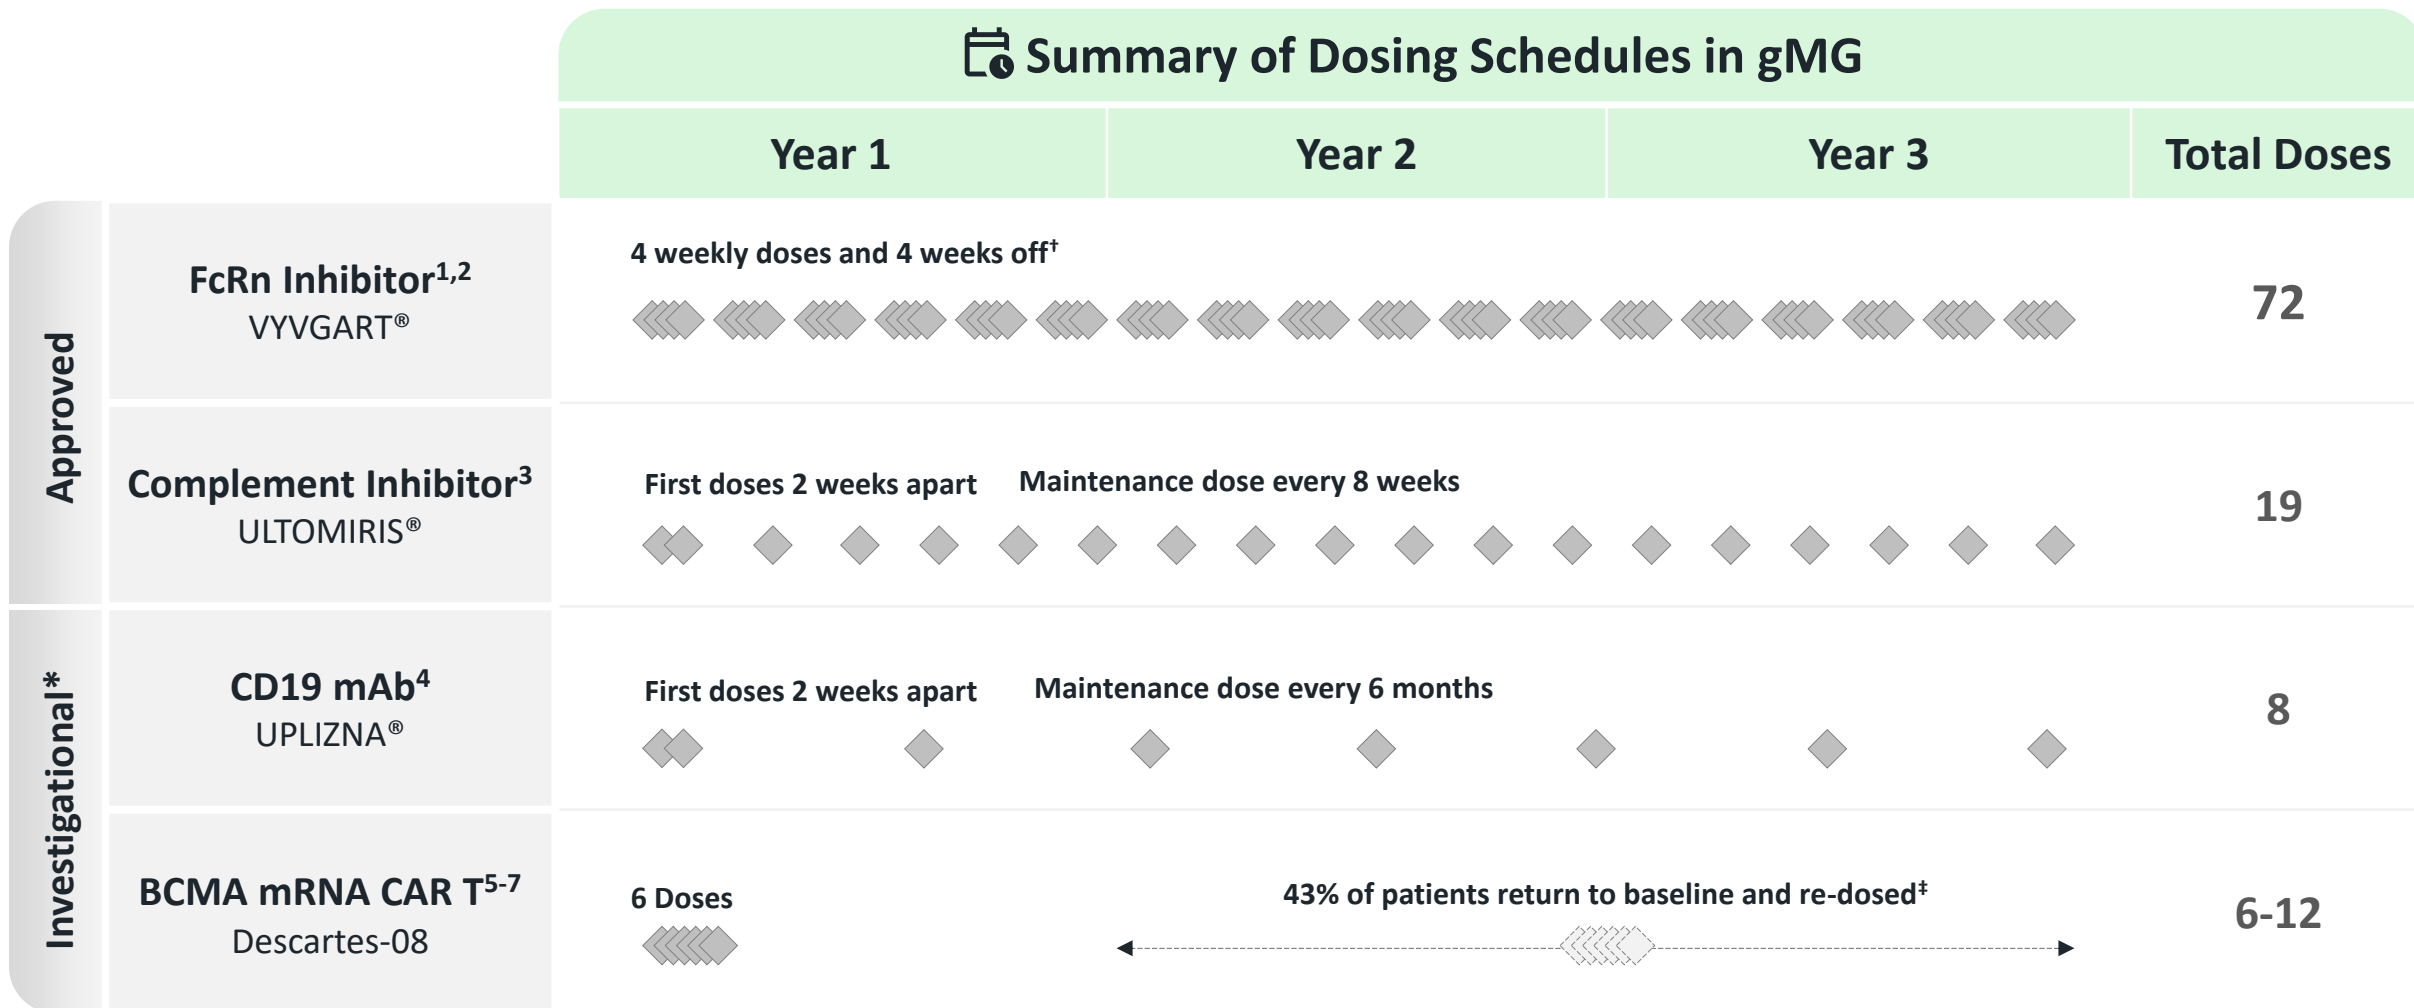 Summary of Dosing Schedules in gMG
Year 1
Year 2
Year 3
Total Doses
Approved
FcRn Inhibitor1,2
VYVGART®
4 weekly doses and 4 weeks off†
72
Complement Inhibitor3
ULTOMIRIS®
First doses 2 weeks apart
Maintenance dose every 8 weeks
19
Investigational*
CD19 mAb4
UPLIZNA®
First doses 2 weeks apart
Maintenance dose every 6 months
8
BCMA mRNA CAR T5-7
Descartes-08
6 Doses
43% of patients return to baseline and re-dosed‡
6-12